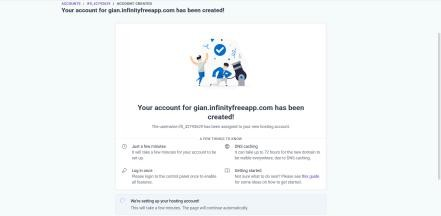 ACCOUNTS / IF0_42793629 / ACCOUNT CREATED
Your account for gian.infinityfreeapp.com has been created!
Your account for gian.infinityfreeapp.com has been
created!
The username if0_42793629 has been assigned to your new hosting account.
A FEW THINGS TO KNOW
Just a few minutes
It will take a few minutes for your account to be
set up.
DNS caching
It can take up to 72 hours for the new domain to
be visible everywhere, due to DNS caching.
Log in once
Please login to the control panel once to enable
all features.
Getting started
Not sure what to do next? Please see this guide
for some ideas on how to get started.
We're setting up your hosting account!
This will take a few minutes. The page will continue automatically.